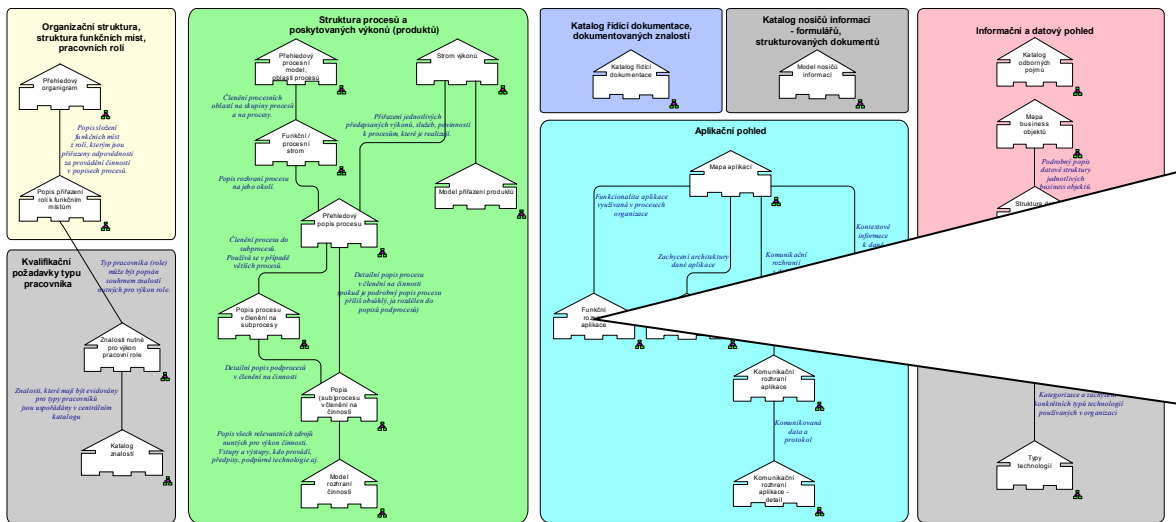 Organizační struktura,
struktura funkčních míst,
pracovních rolí
Přehledový
organigram
Popis složení
funkčních míst
z rolí, kterým jsou
přiřazeny odpovědnosti
za provádění činností
v popisech procesů.
Popis přiřazení
rolí k funkčním
místům
Kvalifikační
požadavky typu
pracovníka
Typ pracovníka (role)
může být popsán
souhrnem znalostí
nutných pro výkon role.
Znalosti nutné
pro výkon
pracovní role
Znalosti, které mají být evidovány
pro typy pracovníků
jsou uspořádány v centrálním
katalogu
Katalog
znalostí
Struktura procesů a
poskytovaných výkonů (produktů)
Přehledový
procesní
model,
oblasti procesů
Strom výkonů
Členění procesních
oblastí na skupiny procesů
a na procesy.
Přiřazení jednotlivých
předepsaných výkonů, služeb, povinností
k procesům, které je realizují.
Funkční /
procesní
strom
Popis rozhraní procesu
na jeho okolí.
Model přiřazení produktů
Přehledový
popis procesu
Členění procesu do
subprocesů.
Používá se v případě
větších procesů.
Detailní popis procesu
v členění na činnosti
(pokud je podrobný popis procesu
příliš obsáhlý, ja rozdělen do
popisů podprocesů)
Popis procesu
v členění na
subprocesy
Detailní popis podprocesů
v členění na činnosti
Popis
(sub)procesu
v členění na
činnosti
Popis všech relevantních zdrojů
nuntých pro výkon činnosti.
Vstupy a výstupy, kdo provádí,
předpisy, podpůrné technologie aj.
Model
rozhraní
činnosti
Katalog řídící dokumentace,
dokumentovaných znalostí
Katalog řídící
dokumentace
Katalog nosičů informací
- formulářů,
strukturovaných dokumentů
Model nosičů
informací
Aplikační pohled
Mapa aplikací
Funkcionalita aplikace
využívaná v procesech
organizace
Kontextové
informace
k dané
Zachycení architektury
dané aplikace
Komunikační
rozhraní
Funkční
aplikace
Komunikační
rozhraní
aplikace
Komunikovaná
data a
protokol
Komunikační
rozhraní
aplikace -
detail
Informační a datový pohled
Katalog
odborných
pojmů
Mapa
business
objektů
Podrobný popis
datové struktury
jednotlivých
business objektů.
Struktura
Kategorizace a
konkrétních typů technologií
používaných v organizaci
Typy
technologií